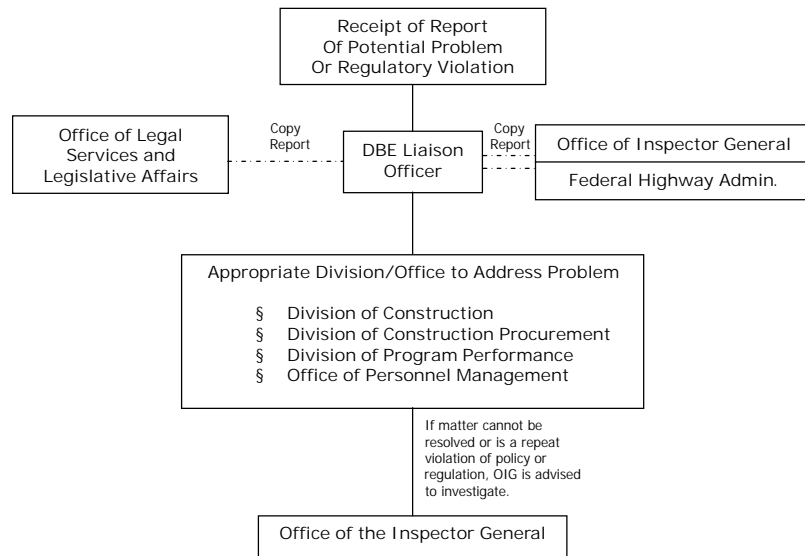 Receipt of Report
Of Potential Problem
Or Regulatory Violation
Office of Legal
Services and
Legislative Affairs
Copy
Report
DBE Liaison
Officer
Copy
Report
Office of Inspector General
Federal Highway Admin.
Appropriate Division/Office to Address Problem
§ Division of Construction
§ Division of Construction Procurement
§ Division of Program Performance
§ Office of Personnel Management
If matter cannot be
resolved or is a repeat
violation of policy or
regulation, OIG is advised
to investigate.
Office of the Inspector General